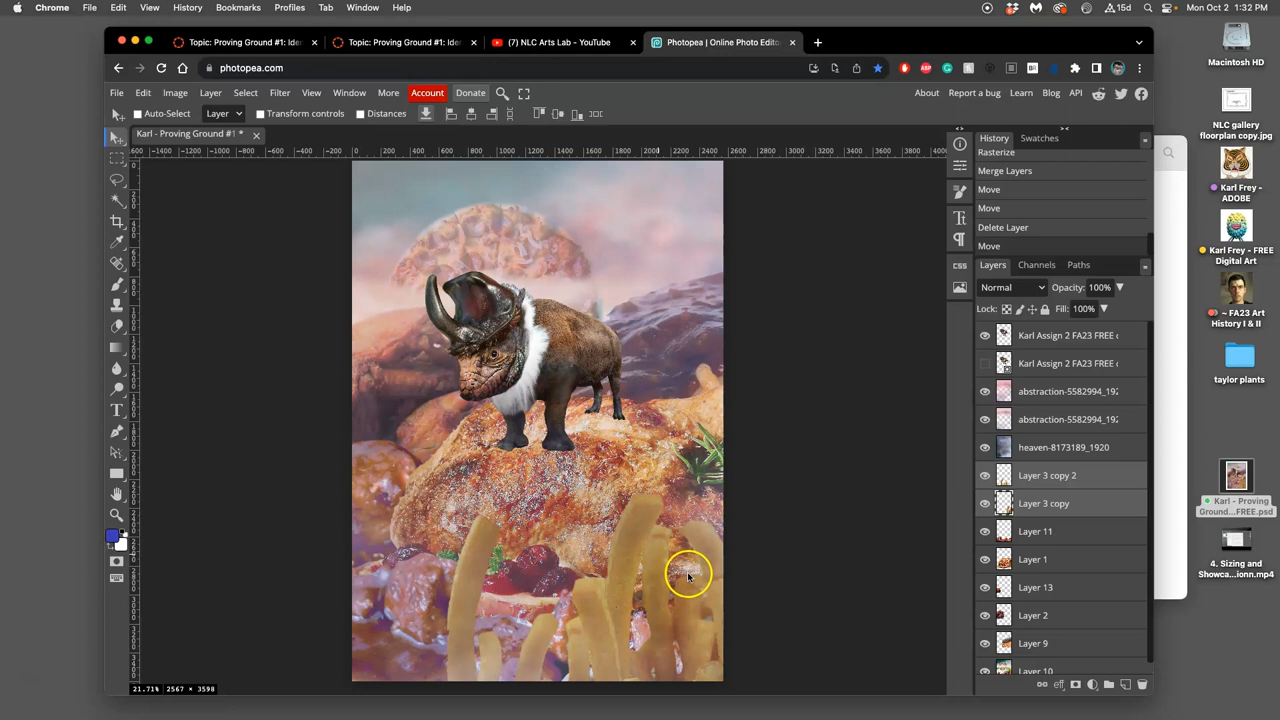 Chrome File Edit View History Bookmarks Profiles Tab Window Help 15d Mon Oct 2 1:32 PM
Topic: Proving Ground #1: Iden × Topic: Proving Ground #1: Iden × (7) NLC Arts Lab - YouTube × Photopea | Online Photo Edito × +
photopea.com
File Edit Image Layer Select Filter View Window More Account Donate About Learn Report a bug Blog API
Auto-Select Layer Transform controls Distances
Karl - Proving Ground #1 *
History Swatches
Rasterize
Merge Layers
Move
Move
Delete Layer
Move
Layers Channels Paths
Normal Opacity: 100%
Lock: Fill: 100%
Karl Assign 2 FA23 FREE c
Karl Assign 2 FA23 FREE c
abstraction-5582994_192
abstraction-5582994_192
heaven-8173189_1920
Layer 3 copy 2
Layer 3 copy
Layer 11
Layer 1
Layer 13
Layer 2
Layer 9
Layer 10
21.71% 2567 × 3598
Macintosh HD
NLC gallery
floorplan copy.jpg
Karl Frey -
ADOBE
Karl Frey - FREE
Digital Art
~ FA23 Art
History I & II
taylor plants
Karl - Proving
Ground...FREE.psd
4. Sizing and
Showca...ionn.mp4